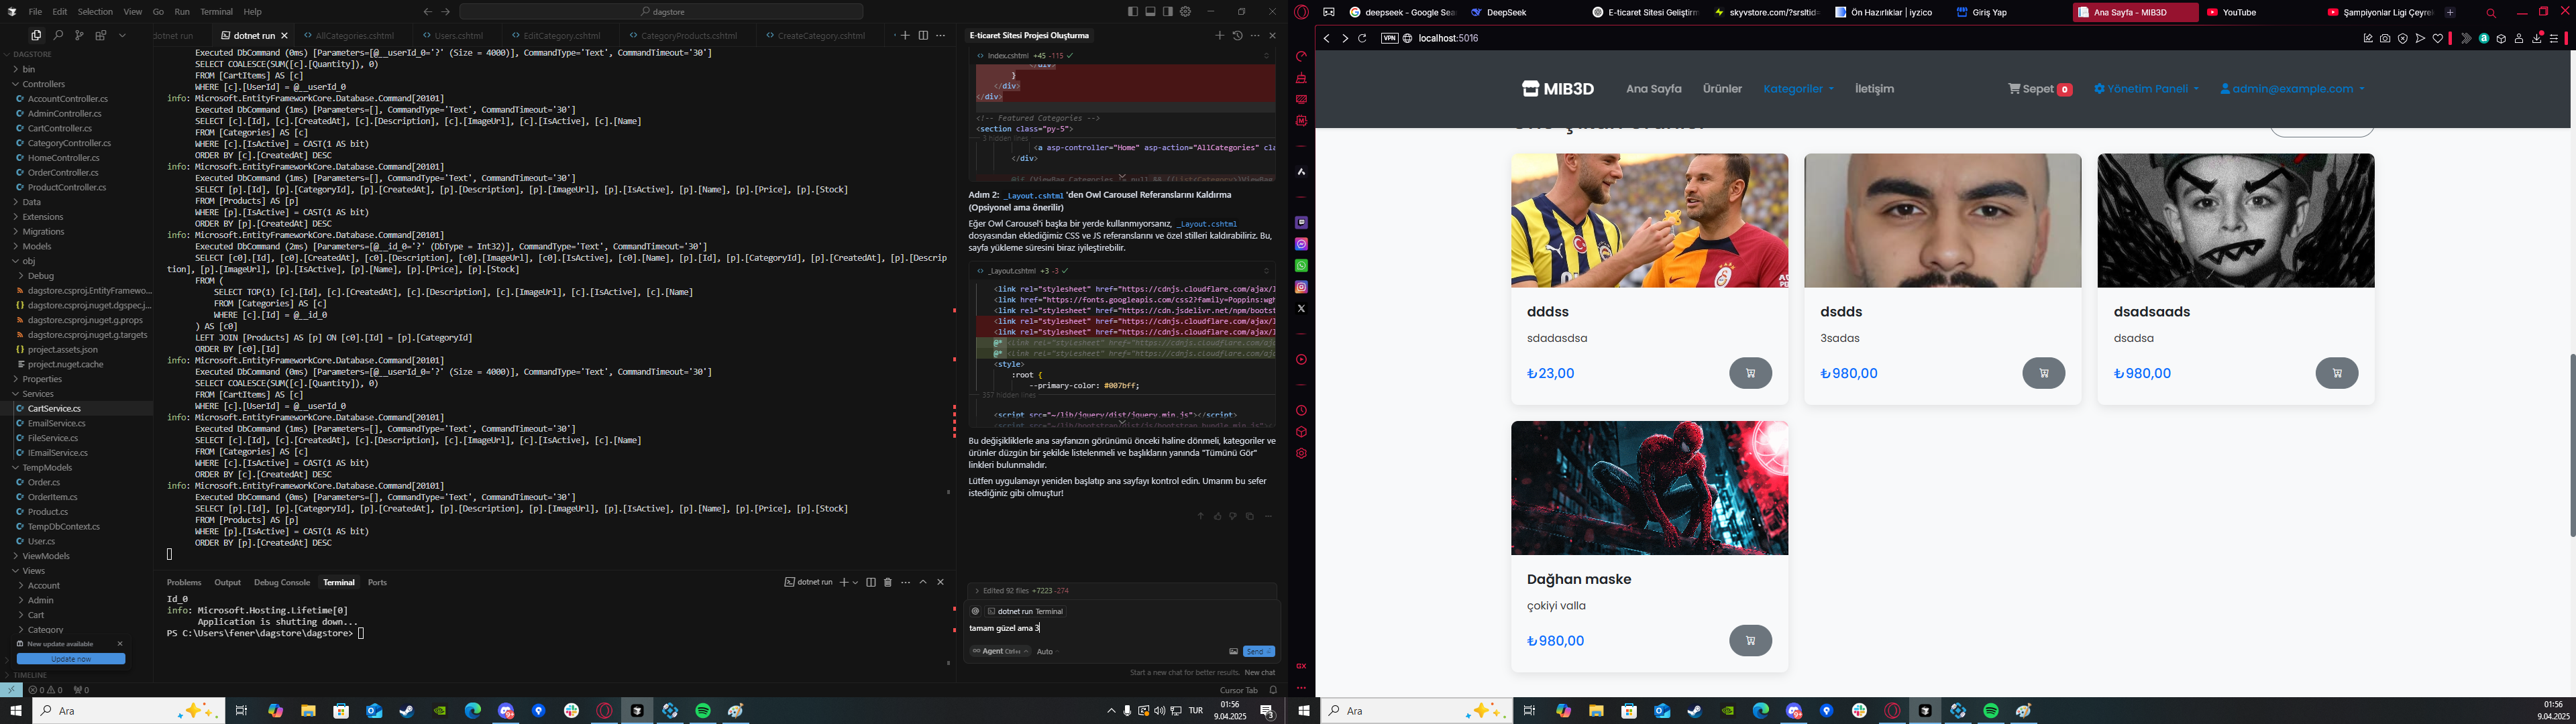 File Edit Selection View Go Run Terminal Help
dagstore
DAGSTORE
bin
Controllers
AccountController.cs
AdminController.cs
CartController.cs
CategoryController.cs
HomeController.cs
OrderController.cs
ProductController.cs
Data
Extensions
Migrations
Models
obj
Debug
dagstore.csproj.EntityFramewo...
dagstore.csproj.nuget.dgspec.j...
dagstore.csproj.nuget.g.props
dagstore.csproj.nuget.g.targets
project.assets.json
project.nuget.cache
Properties
Services
CartService.cs
EmailService.cs
FileService.cs
IEmailService.cs
TempModels
Order.cs
OrderItem.cs
Product.cs
TempDbContext.cs
User.cs
ViewModels
Views
Account
Admin
Cart
Category
New update available
Update now
TIMELINE
dotnet run
dotnet run
AllCategories.cshtml
Users.cshtml
EditCategory.cshtml
CategoryProducts.cshtml
CreateCategory.cshtml
Executed DbCommand (0ms) [Parameters=[@__userId_0='?' (Size = 4000)], CommandType='Text', CommandTimeout='30']
SELECT COALESCE(SUM([c].[Quantity]), 0)
FROM [CartItems] AS [c]
WHERE [c].[UserId] = @__userId_0
info: Microsoft.EntityFrameworkCore.Database.Command[20101]
Executed DbCommand (1ms) [Parameters=[], CommandType='Text', CommandTimeout='30']
SELECT [c].[Id], [c].[CreatedAt], [c].[Description], [c].[ImageUrl], [c].[IsActive], [c].[Name]
FROM [Categories] AS [c]
WHERE [c].[IsActive] = CAST(1 AS bit)
ORDER BY [c].[CreatedAt] DESC
info: Microsoft.EntityFrameworkCore.Database.Command[20101]
Executed DbCommand (1ms) [Parameters=[], CommandType='Text', CommandTimeout='30']
SELECT [p].[Id], [p].[CategoryId], [p].[CreatedAt], [p].[Description], [p].[ImageUrl], [p].[IsActive], [p].[Name], [p].[Price], [p].[Stock]
FROM [Products] AS [p]
WHERE [p].[IsActive] = CAST(1 AS bit)
ORDER BY [p].[CreatedAt] DESC
info: Microsoft.EntityFrameworkCore.Database.Command[20101]
Executed DbCommand (2ms) [Parameters=[@__id_0='?' (DbType = Int32)], CommandType='Text', CommandTimeout='30']
SELECT [c0].[Id], [c0].[CreatedAt], [c0].[Description], [c0].[ImageUrl], [c0].[IsActive], [c0].[Name], [p].[Id], [p].[CategoryId], [p].[CreatedAt], [p].[Descrip
tion], [p].[ImageUrl], [p].[IsActive], [p].[Name], [p].[Price], [p].[Stock]
FROM (
SELECT TOP(1) [c].[Id], [c].[CreatedAt], [c].[Description], [c].[ImageUrl], [c].[IsActive], [c].[Name]
FROM [Categories] AS [c]
WHERE [c].[Id] = @__id_0
) AS [c0]
LEFT JOIN [Products] AS [p] ON [c0].[Id] = [p].[CategoryId]
ORDER BY [c0].[Id]
info: Microsoft.EntityFrameworkCore.Database.Command[20101]
Executed DbCommand (0ms) [Parameters=[@__userId_0='?' (Size = 4000)], CommandType='Text', CommandTimeout='30']
SELECT COALESCE(SUM([c].[Quantity]), 0)
FROM [CartItems] AS [c]
WHERE [c].[UserId] = @__userId_0
info: Microsoft.EntityFrameworkCore.Database.Command[20101]
Executed DbCommand (1ms) [Parameters=[], CommandType='Text', CommandTimeout='30']
SELECT [c].[Id], [c].[CreatedAt], [c].[Description], [c].[ImageUrl], [c].[IsActive], [c].[Name]
FROM [Categories] AS [c]
WHERE [c].[IsActive] = CAST(1 AS bit)
ORDER BY [c].[CreatedAt] DESC
info: Microsoft.EntityFrameworkCore.Database.Command[20101]
Executed DbCommand (0ms) [Parameters=[], CommandType='Text', CommandTimeout='30']
SELECT [p].[Id], [p].[CategoryId], [p].[CreatedAt], [p].[Description], [p].[ImageUrl], [p].[IsActive], [p].[Name], [p].[Price], [p].[Stock]
FROM [Products] AS [p]
WHERE [p].[IsActive] = CAST(1 AS bit)
ORDER BY [p].[CreatedAt] DESC
Problems Output Debug Console Terminal Ports
dotnet run
Id_0
info: Microsoft.Hosting.Lifetime[0]
Application is shutting down...
PS C:\Users\fener\dagstore\dagstore>
E-ticaret Sitesi Projesi Oluşturma
Index.cshtml +45 -115
</div>
}
</div>
</div>
<!-- Featured Categories -->
<section class="py-5">
3 hidden lines
<a asp-controller="Home" asp-action="AllCategories" cla
</div>
Adım 2: _Layout.cshtml 'den Owl Carousel Referanslarını Kaldırma
(Opsiyonel ama önerilir)
Eğer Owl Carousel'i başka bir yerde kullanmıyorsanız, _Layout.cshtml
dosyasından eklediğimiz CSS ve JS referanslarını ve özel stilleri kaldırabiliriz. Bu,
sayfa yükleme süresini biraz iyileştirebilir.
_Layout.cshtml +3 -3
<link rel="stylesheet" href="https://cdnjs.cloudflare.com/ajax/l
<link href="https://fonts.googleapis.com/css2?family=Poppins:wgh
<link rel="stylesheet" href="https://cdn.jsdelivr.net/npm/bootst
<link rel="stylesheet" href="https://cdnjs.cloudflare.com/ajax/l
<link rel="stylesheet" href="https://cdnjs.cloudflare.com/ajax/l
@* <link rel="stylesheet" href="https://cdnjs.cloudflare.com/ajo
@* <link rel="stylesheet" href="https://cdnjs.cloudflare.com/ajo
<style>
:root {
--primary-color: #007bff;
357 hidden lines
<script src="~/lib/jquery/dist/jquery.min.js"></script>
Bu değişikliklerle ana sayfanızın görünümü önceki haline dönmeli, kategoriler ve
ürünler düzgün bir şekilde listelenmeli ve başlıkların yanında "Tümünü Gör"
linkleri bulunmalıdır.
Lütfen uygulamayı yeniden başlatıp ana sayfayı kontrol edin. Umarım bu sefer
istediğiniz gibi olmuştur!
Edited 92 files +7223 -274
@ dotnet run Terminal
tamam güzel ama 3
Agent Ctrl+I Auto Send
Start a new chat for better results. New chat
0 0 0
Cursor Tab
Ara
TUR
01:56
9.04.2025
3
deepseek - Google Sea
DeepSeek
E-ticaret Sitesi Geliştirm
skyvstore.com/?srsltid=
Ön Hazırlıklar | iyzico
Giriş Yap
Ana Sayfa - MIB3D
YouTube
Şampiyonlar Ligi Çeyre
VPN
localhost:5016
MIB3D
Ana Sayfa
Ürünler
Kategoriler
İletişim
Sepet 0
Yönetim Paneli
admin@example.com
dddss
sdadasdsa
₺23,00
dsdds
3sadas
₺980,00
dsadsaads
dsadsa
₺980,00
Dağhan maske
çokiyi valla
₺980,00
Ara
01:56
9.04.2025